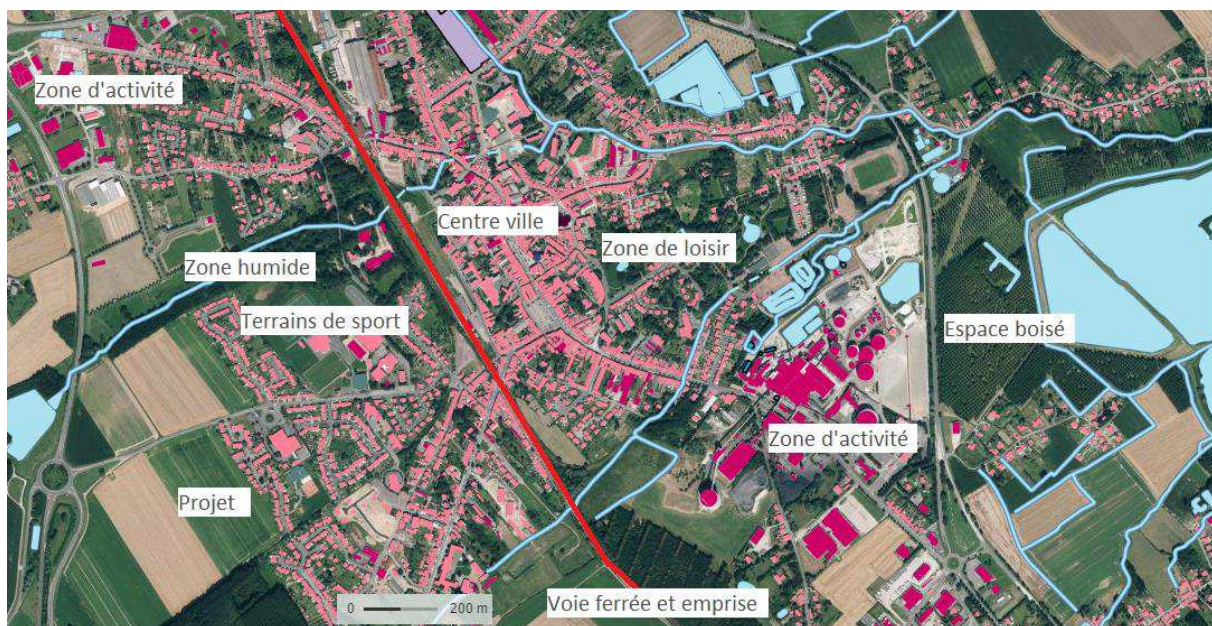 Zone d'activité
Centre ville
Zone de loisir
Zone humide
Terrains de sport
Espace boisé
Zone d'activité
Projet
Voie ferrée et emprise
0 200 m